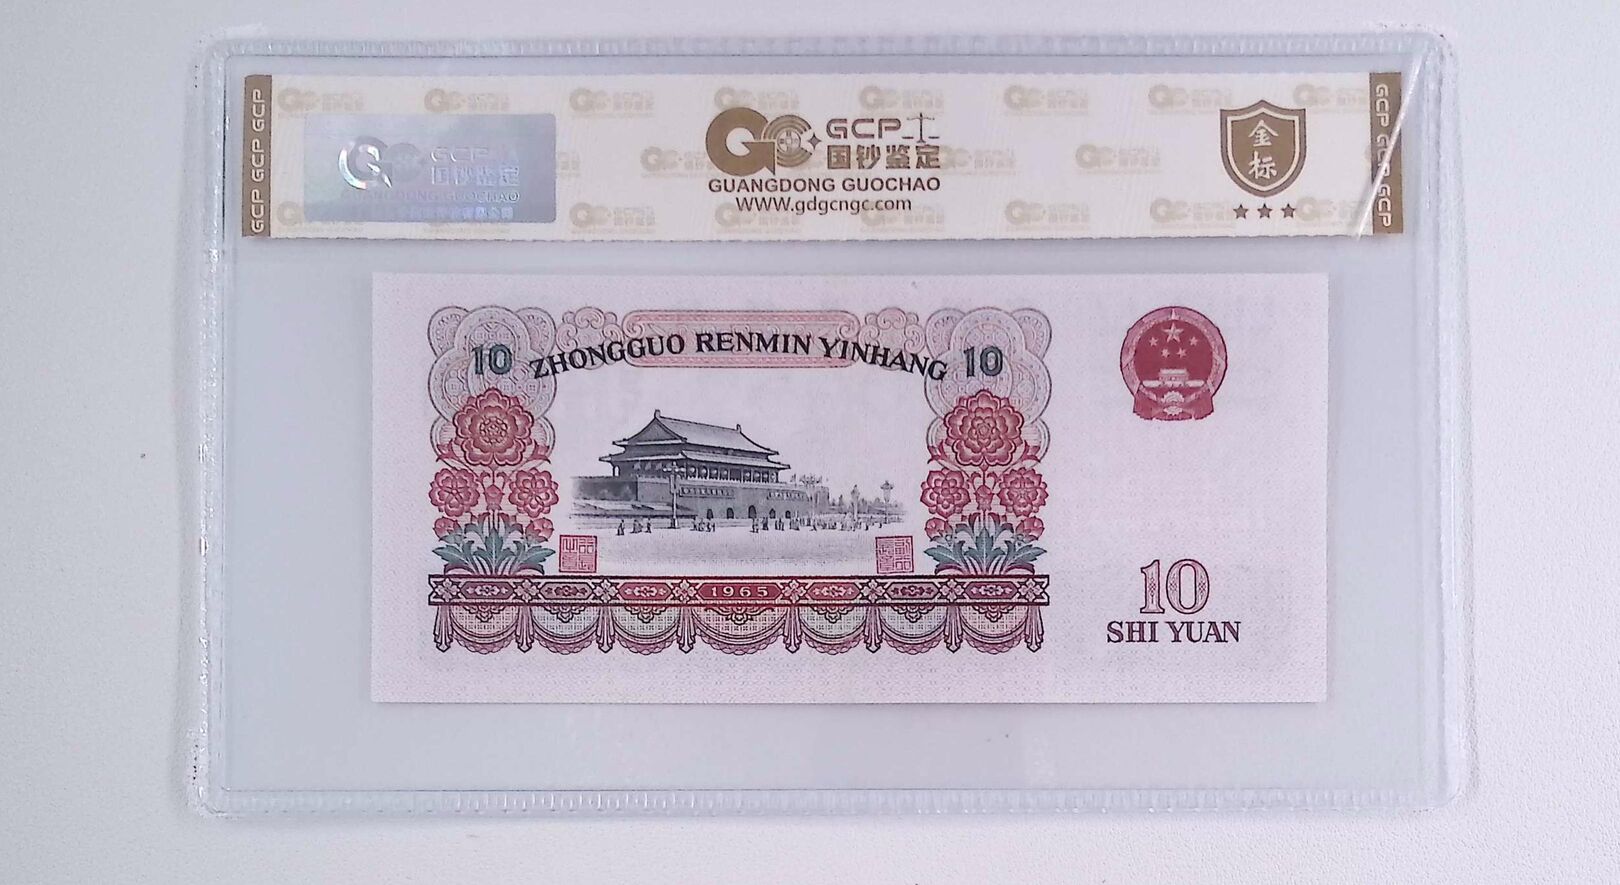 GCP GCP GCP
GCP
国钞鉴定
GUANGDONG GUOCHAO
GCP
国钞鉴定
GUANGDONG GUOCHAO
www.gdgcngc.com
金标
GCP GCP GCP
10 ZHONGGUO RENMIN YINHANG 10
1965
10
SHI YUAN